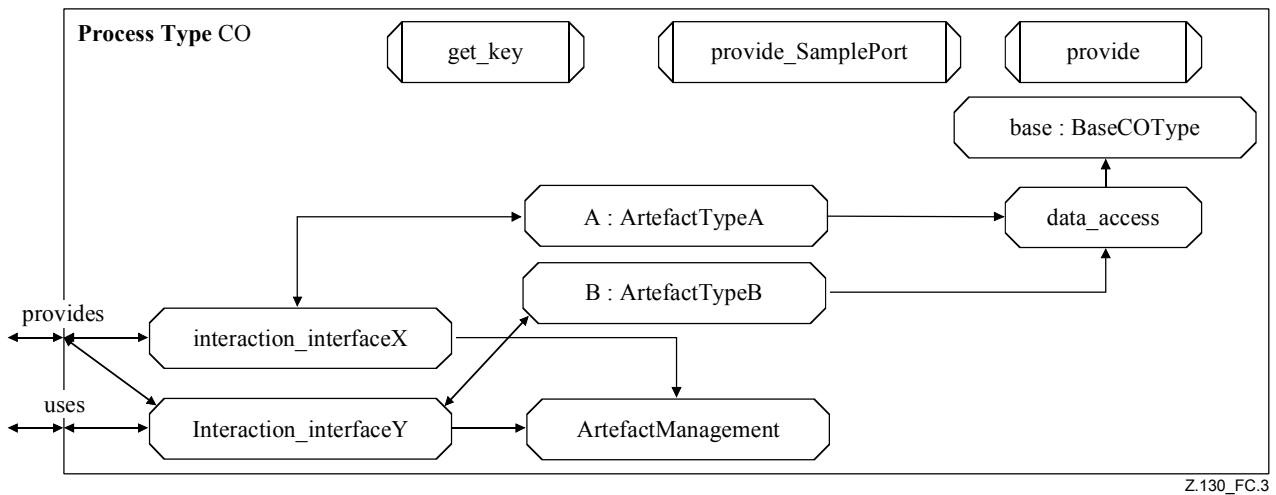 Process Type CO
get_key
provide_SamplePort
provide
base : BaseCOType
A : ArtefactTypeA
data_access
B : ArtefactTypeB
provides
interaction_interfaceX
uses
Interaction_interfaceY
ArtefactManagement
Z.130_FC.3